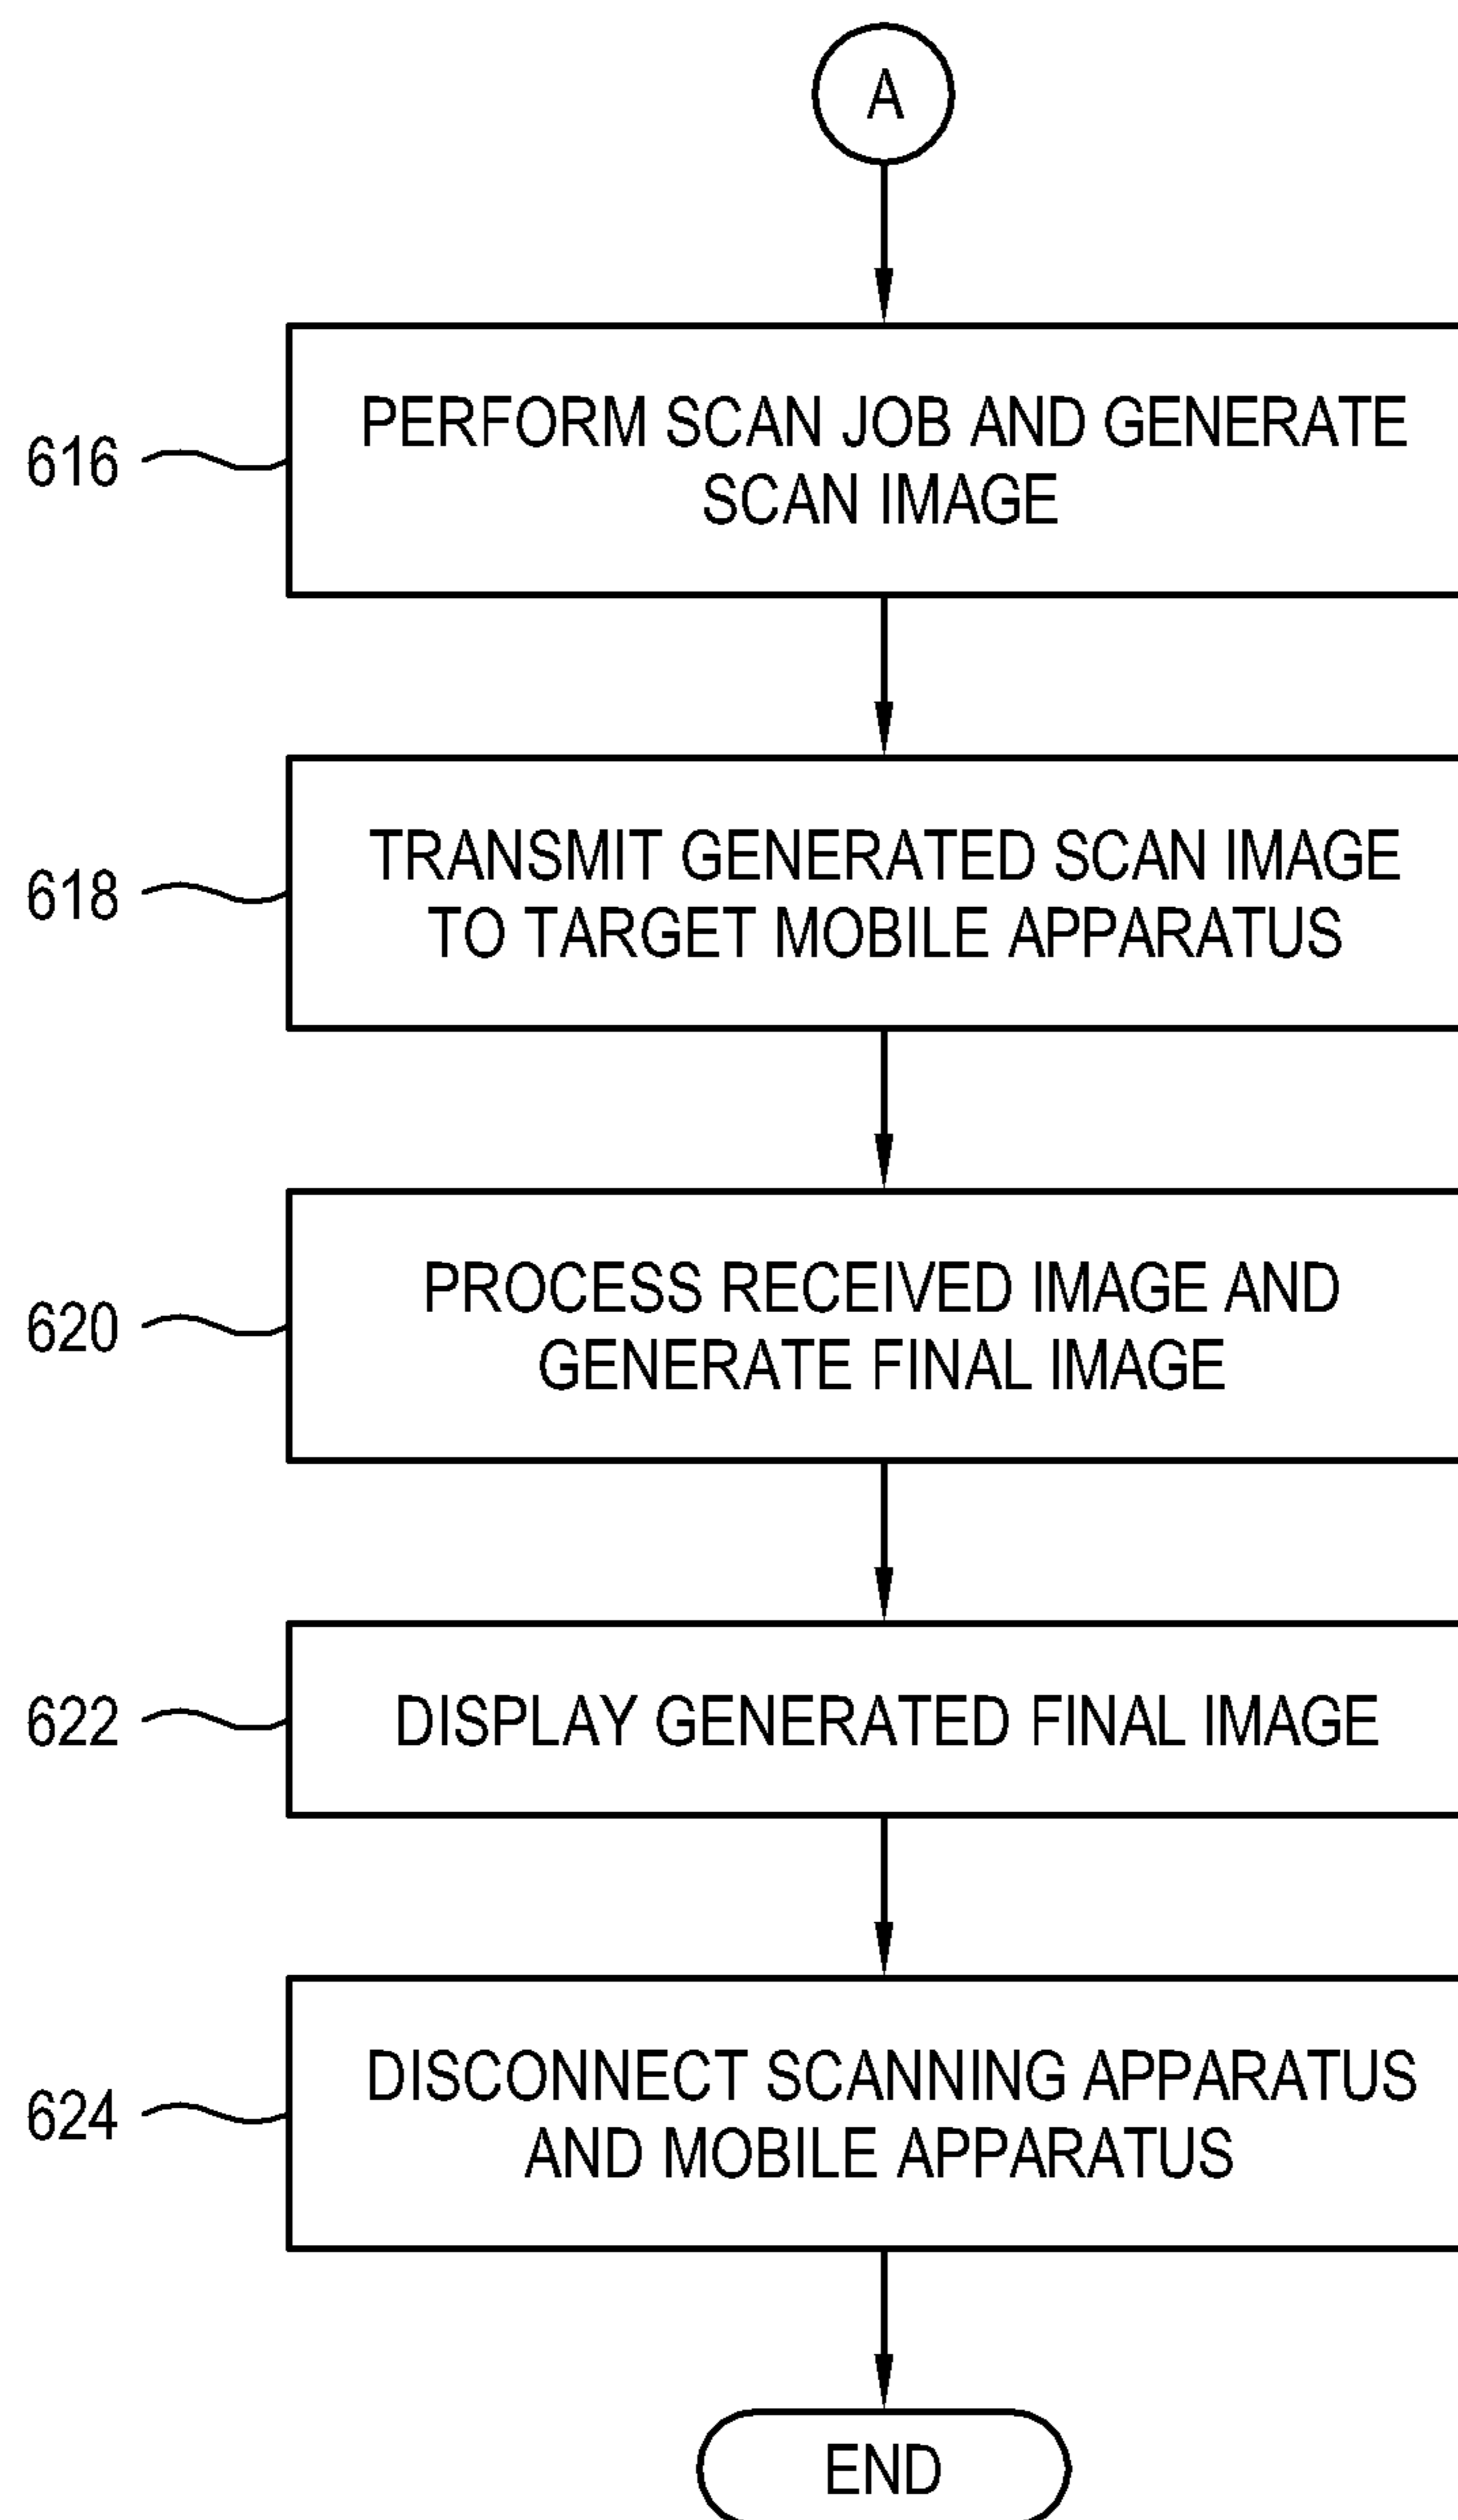 A
616
PERFORM SCAN JOB AND GENERATE
SCAN IMAGE
618
TRANSMIT GENERATED SCAN IMAGE
TO TARGET MOBILE APPARATUS
620
PROCESS RECEIVED IMAGE AND
GENERATE FINAL IMAGE
622
DISPLAY GENERATED FINAL IMAGE
624
DISCONNECT SCANNING APPARATUS
AND MOBILE APPARATUS
END